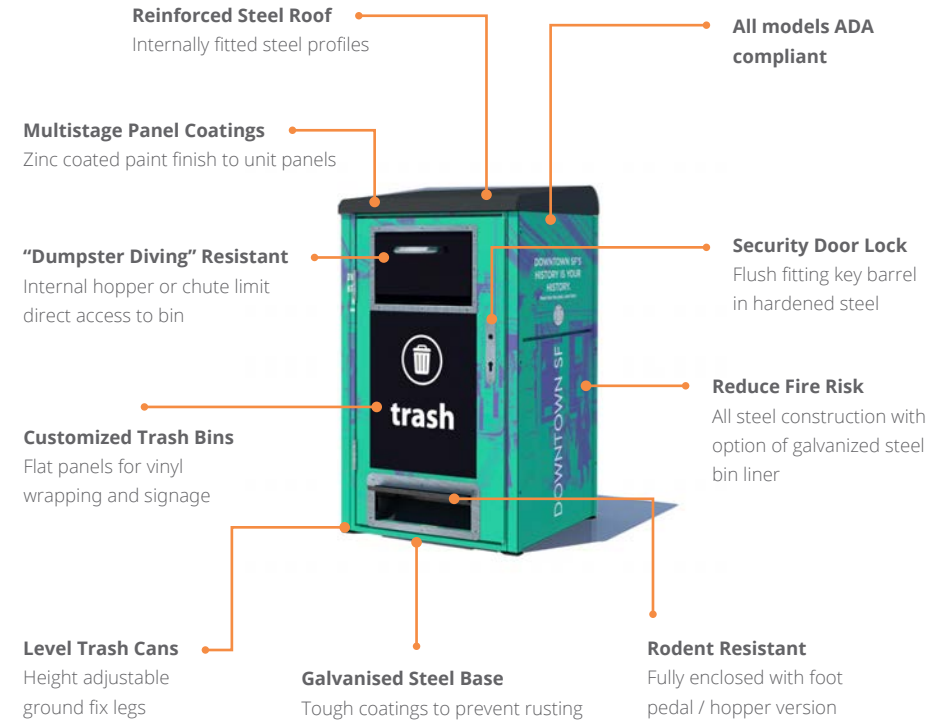 Reinforced Steel Roof
Internally fitted steel profiles
All models ADA
compliant
Multistage Panel Coatings
Zinc coated paint finish to unit panels
“Dumpster Diving” Resistant
Internal hopper or chute limit
direct access to bin
Security Door Lock
Flush fitting key barrel
in hardened steel
Reduce Fire Risk
All steel construction with
option of galvanized steel
bin liner
Customized Trash Bins
Flat panels for vinyl
wrapping and signage
DOWNTOWN SF'S
HISTORY IS YOUR
HISTORY.
DOWNTOWN SF
trash
Level Trash Cans
Height adjustable
ground fix legs
Galvanised Steel Base
Tough coatings to prevent rusting
Rodent Resistant
Fully enclosed with foot
pedal / hopper version